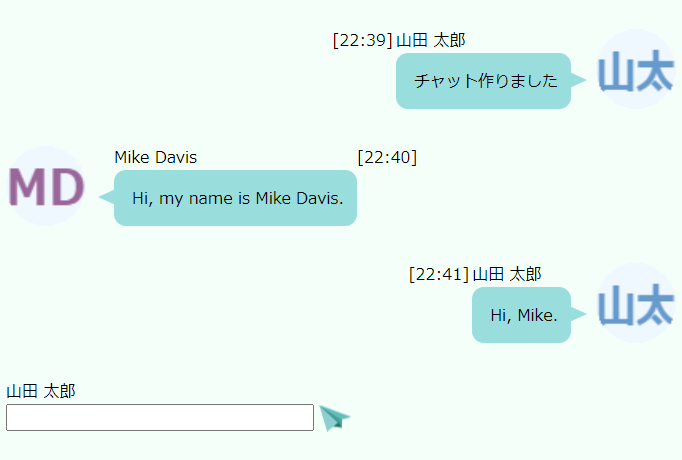 [22:39] 山田 太郎
山太
チャット作りました
Mike Davis [22:40]
MD
Hi, my name is Mike Davis.
[22:41] 山田 太郎
山太
Hi, Mike.
山田 太郎